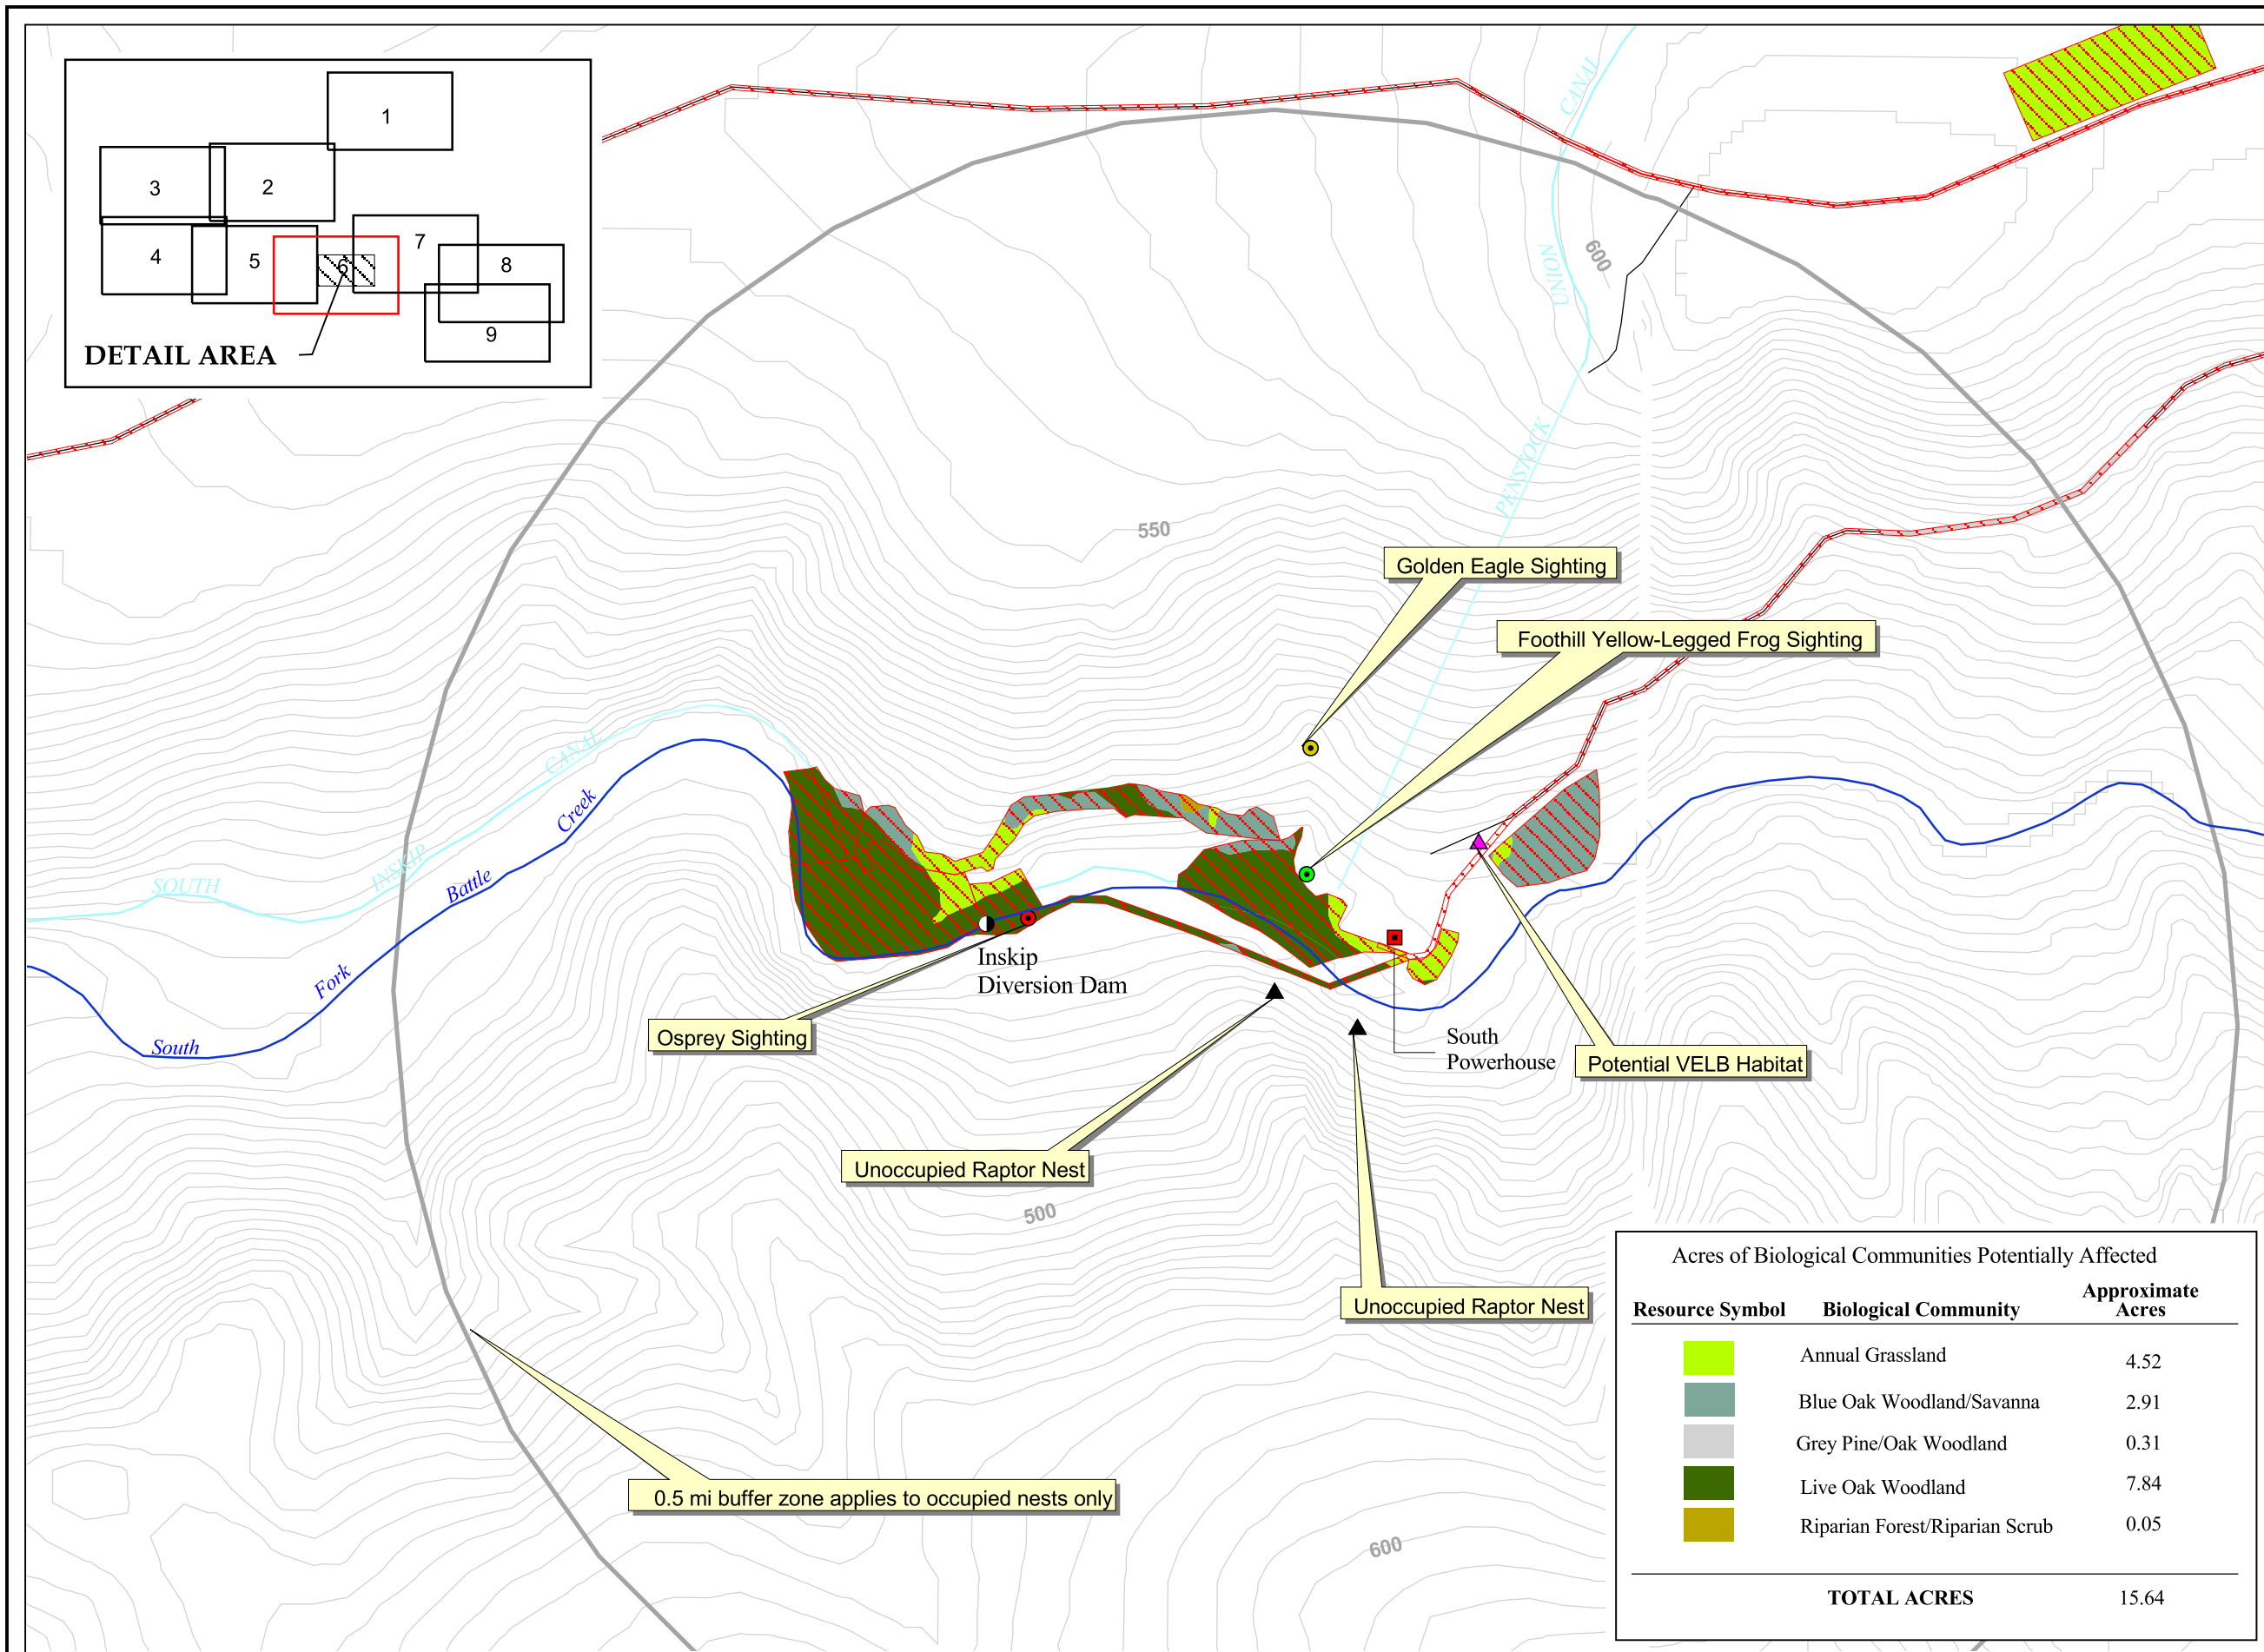 1
3
2
7
4
5
6
8
9
DETAIL AREA
CANAL
UNION
600
PENSTOCK
550
Golden Eagle Sighting
Foothill Yellow-Legged Frog Sighting
CANAL
INSKIP
SOUTH
Creek
Battle
Fork
South
Inskip
Diversion Dam
Osprey Sighting
South
Powerhouse
Potential VELB Habitat
Unoccupied Raptor Nest
500
Unoccupied Raptor Nest
0.5 mi buffer zone applies to occupied nests only
600
Acres of Biological Communities Potentially Affected
Resource Symbol Biological Community Approximate Acres
Annual Grassland 4.52
Blue Oak Woodland/Savanna 2.91
Grey Pine/Oak Woodland 0.31
Live Oak Woodland 7.84
Riparian Forest/Riparian Scrub 0.05
TOTAL ACRES 15.64